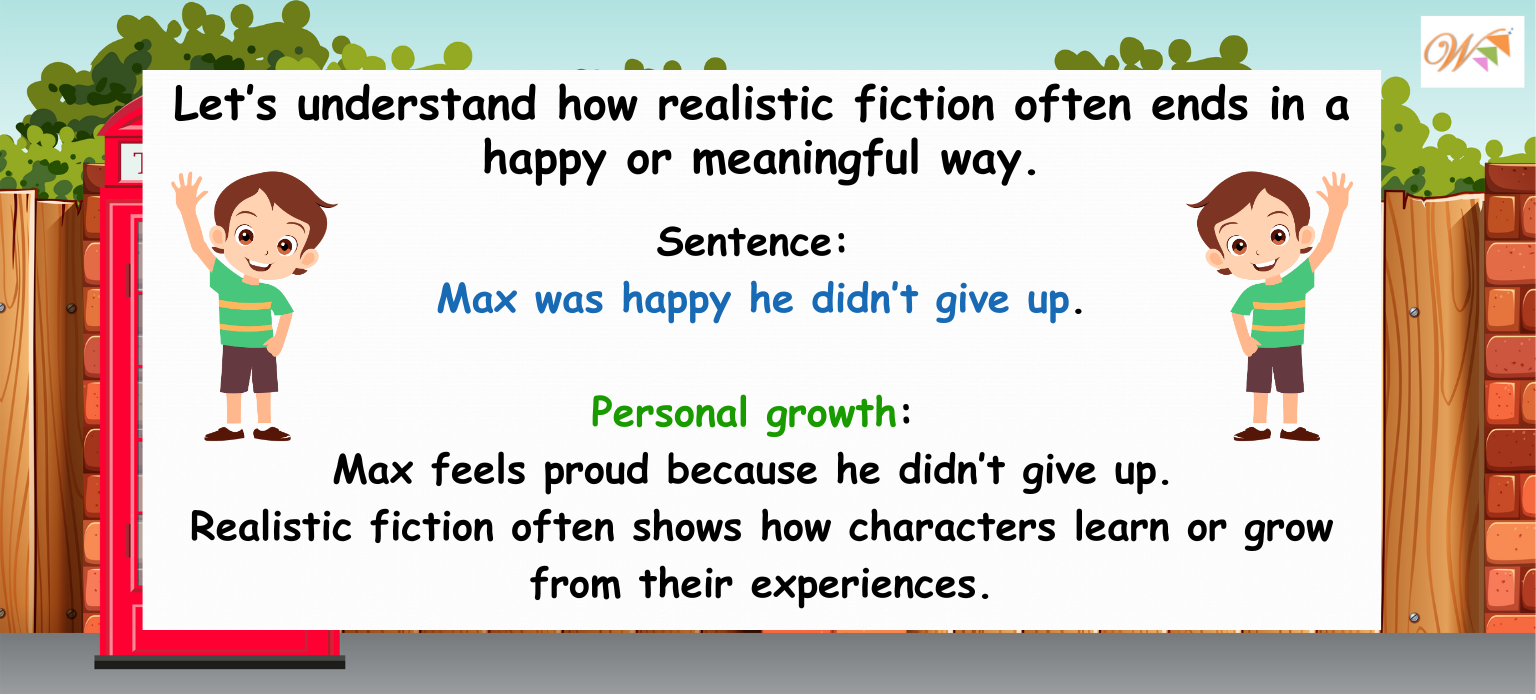 Let's understand how realistic fiction often ends in a
happy or meaningful way.
Sentence:
Max was happy he didn't give up.
Personal growth:
Max feels proud because he didn't give up.
Realistic fiction often shows how characters learn or grow
from their experiences.
W